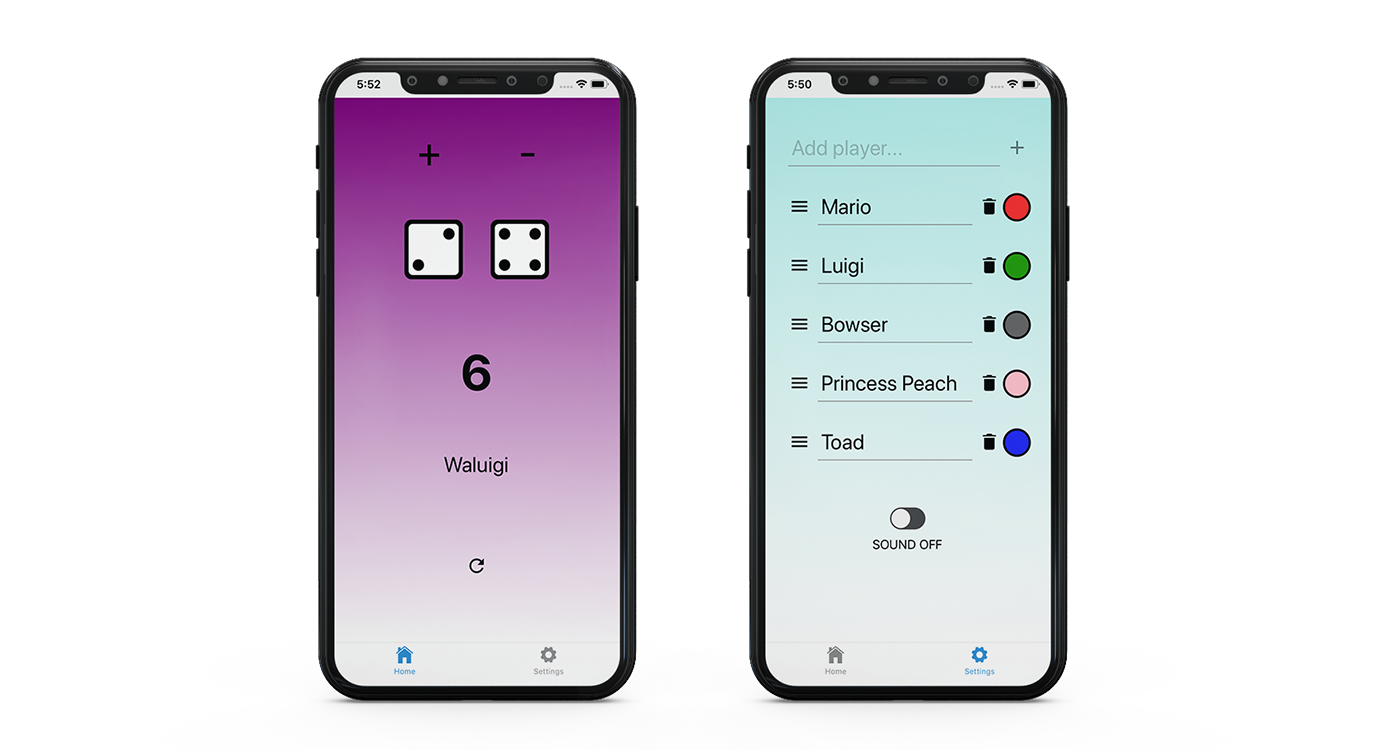 5:52
+ -
6
Waluigi
Home Settings
5:50
Add player... +
Mario
Luigi
Bowser
Princess Peach
Toad
SOUND OFF
Home Settings